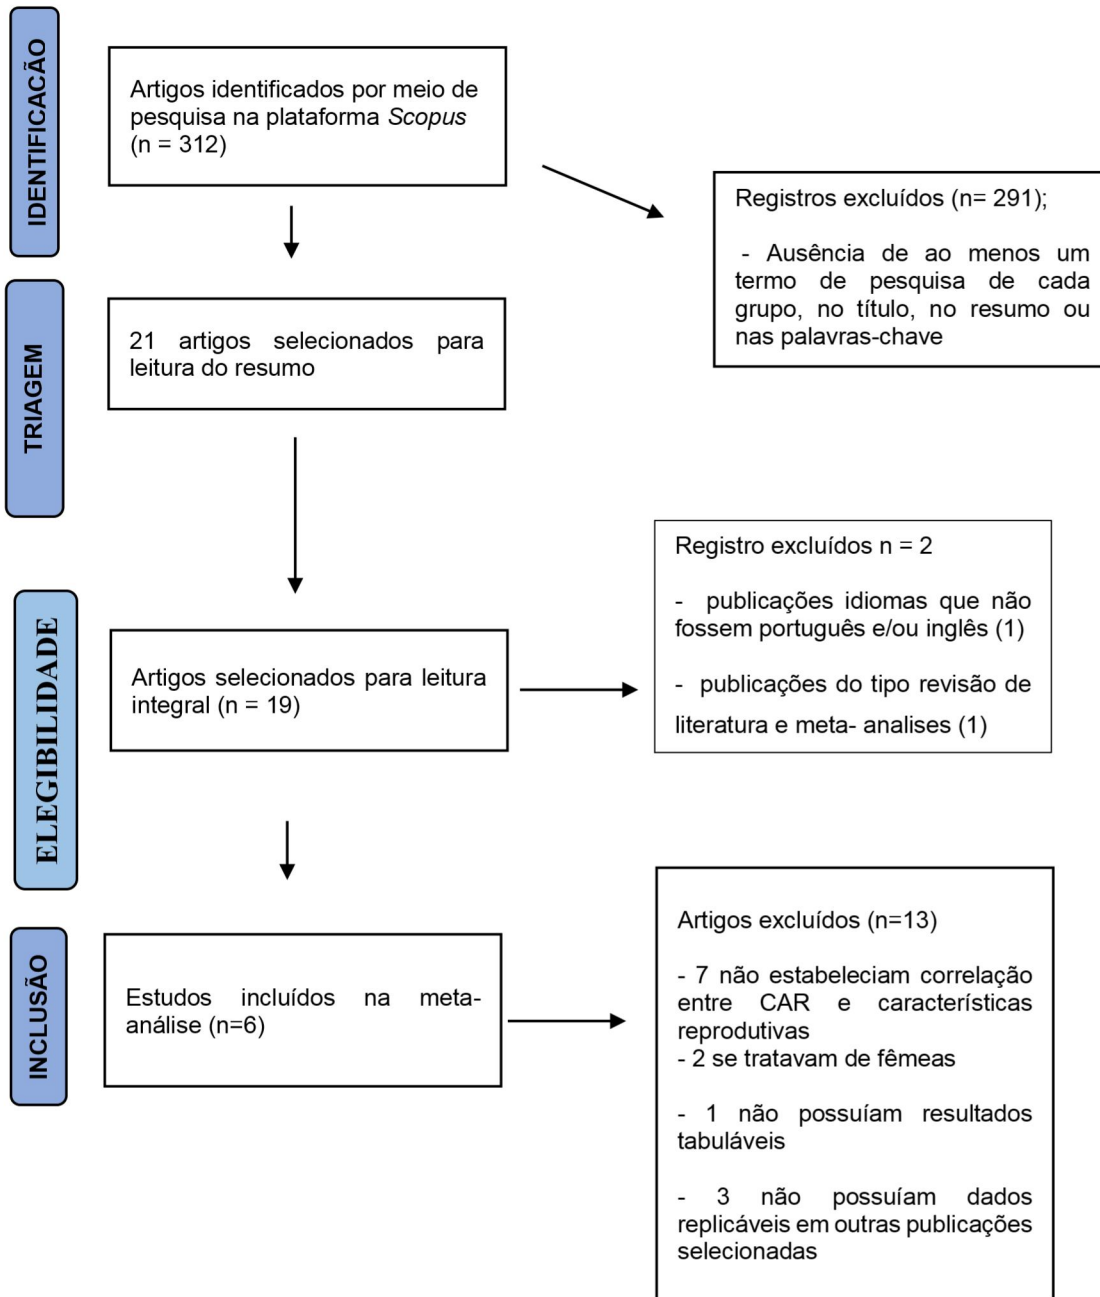 IDENTIFICAÇÃO
Artigos identificados por meio de
pesquisa na plataforma Scopus
(n = 312)
Registros excluídos (n= 291);
- Ausência de ao menos um
termo de pesquisa de cada
grupo, no título, no resumo ou
nas palavras-chave
TRIAGEM
21 artigos selecionados para
leitura do resumo
ELEGIBILIDADE
Artigos selecionados para leitura
integral (n = 19)
Registro excluídos n = 2
- publicações idiomas que não
fossem português e/ou inglês (1)
- publicações do tipo revisão de
literatura e meta- analises (1)
INCLUSÃO
Estudos incluídos na meta-
análise (n=6)
Artigos excluídos (n=13)
- 7 não estabeleciam correlação
entre CAR e características
reprodutivas
- 2 se tratavam de fêmeas
- 1 não possuíam resultados
tabuláveis
- 3 não possuíam dados
replicáveis em outras publicações
selecionadas